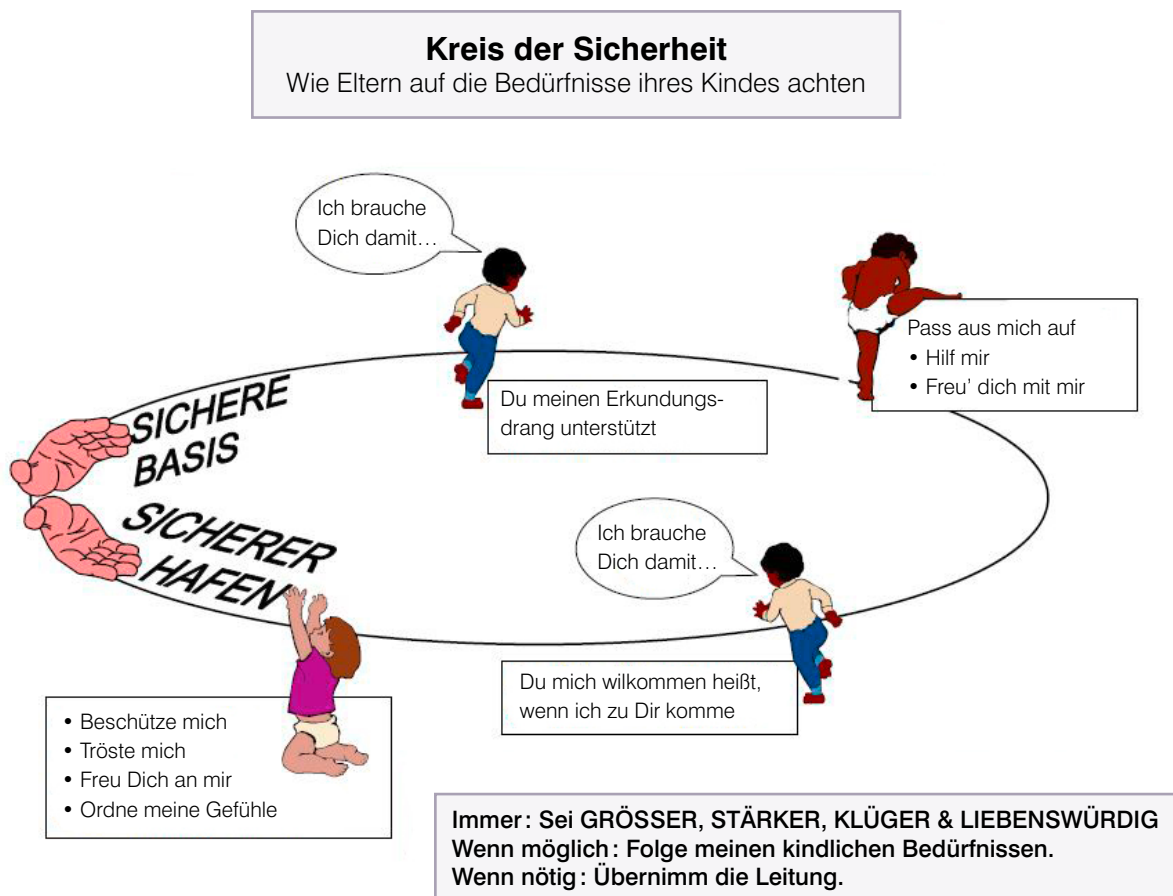 Kreis der Sicherheit
Wie Eltern auf die Bedürfnisse ihres Kindes achten
Ich brauche
Dich damit…
Du meinen Erkundungs-
drang unterstützt
Pass aus mich auf
• Hilf mir
• Freu’ dich mit mir
SICHERE
BASIS
SICHERER
HAFEN
Ich brauche
Dich damit…
Du mich wilkommen heißt,
wenn ich zu Dir komme
• Beschütze mich
• Tröste mich
• Freu Dich an mir
• Ordne meine Gefühle
Immer: Sei GRÖSSER, STÄRKER, KLÜGER & LIEBENSWÜRDIG
Wenn möglich: Folge meinen kindlichen Bedürfnissen.
Wenn nötig: Übernimm die Leitung.